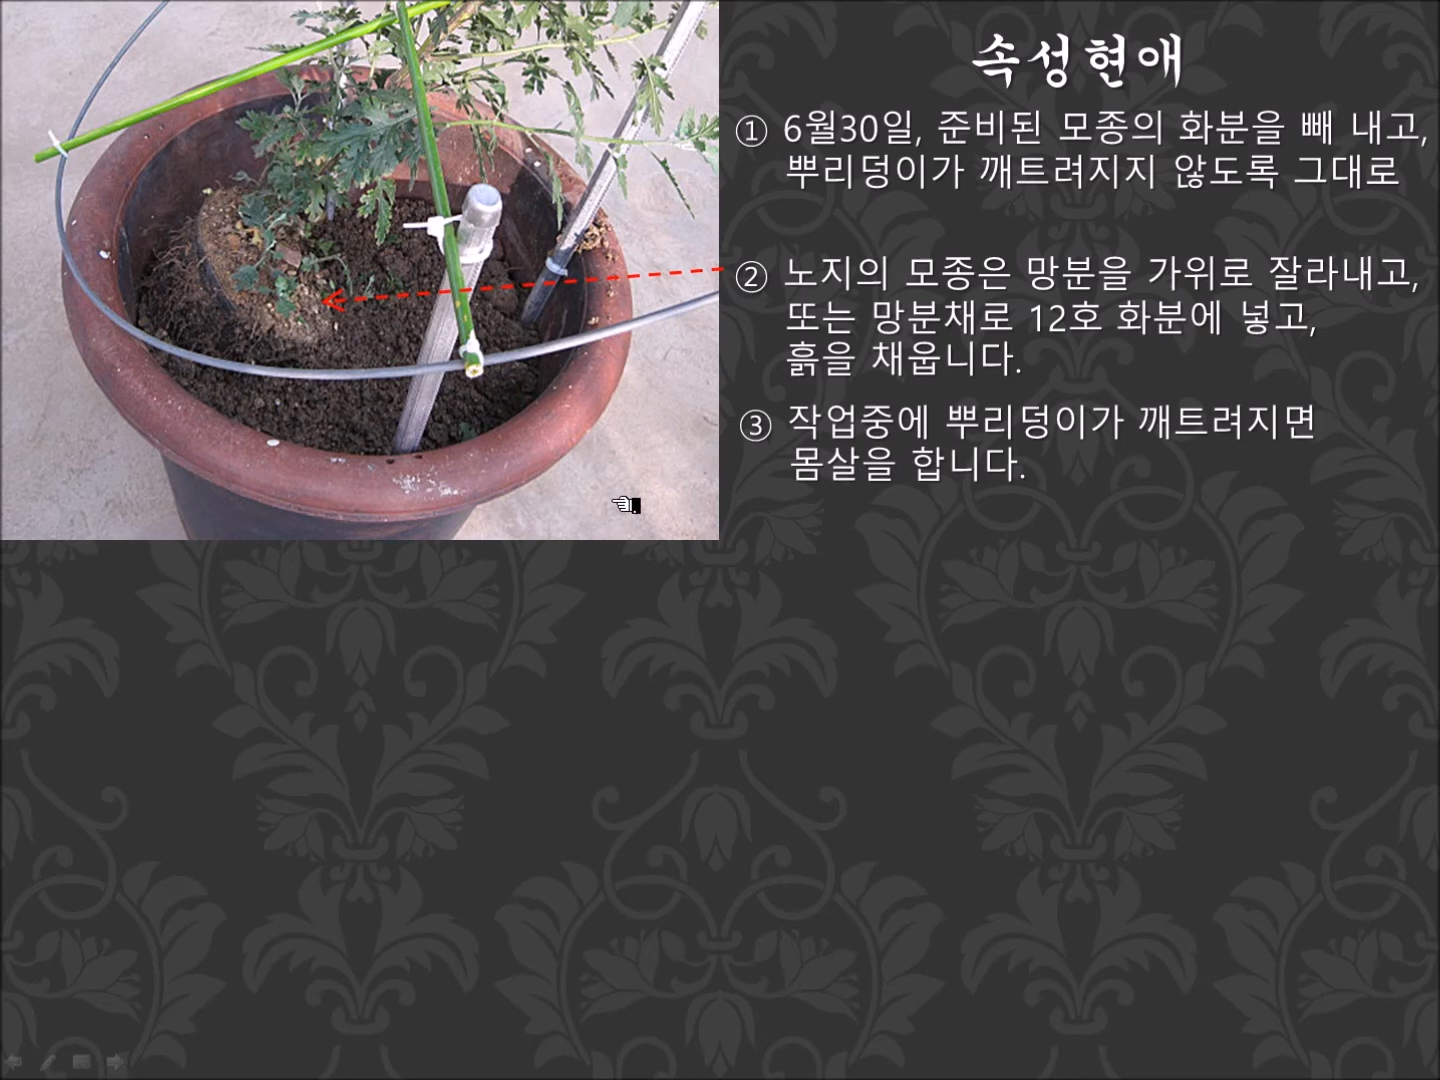 속성현애
① 6월30일, 준비된 모종의 화분을 빼 내고,
뿌리덩이가 깨트려지지 않도록 그대로
② 노지의 모종은 망분을 가위로 잘라내고,
또는 망분채로 12호 화분에 넣고,
흙을 채웁니다.
③ 작업중에 뿌리덩이가 깨트려지면
몸살을 합니다.